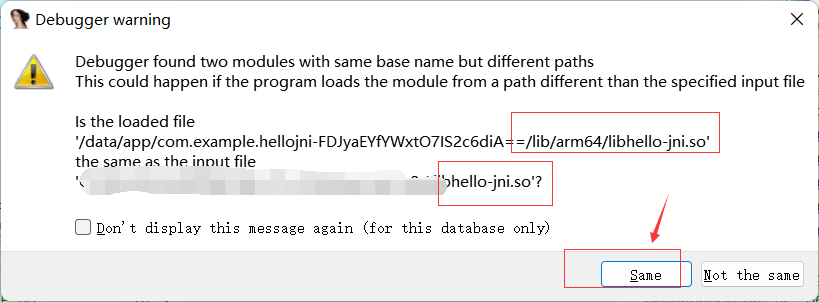 Debugger warning
Debugger found two modules with same base name but different paths
This could happen if the program loads the module from a path different than the specified input file
Is the loaded file
'/data/app/com.example.hellojni-FDJyaEYfYWxtO7IS2c6diA==/lib/arm64/libhello-jni.so'
the same as the input file
bhello-jni.so'?
Don't display this message again (for this database only)
Same
Not the same